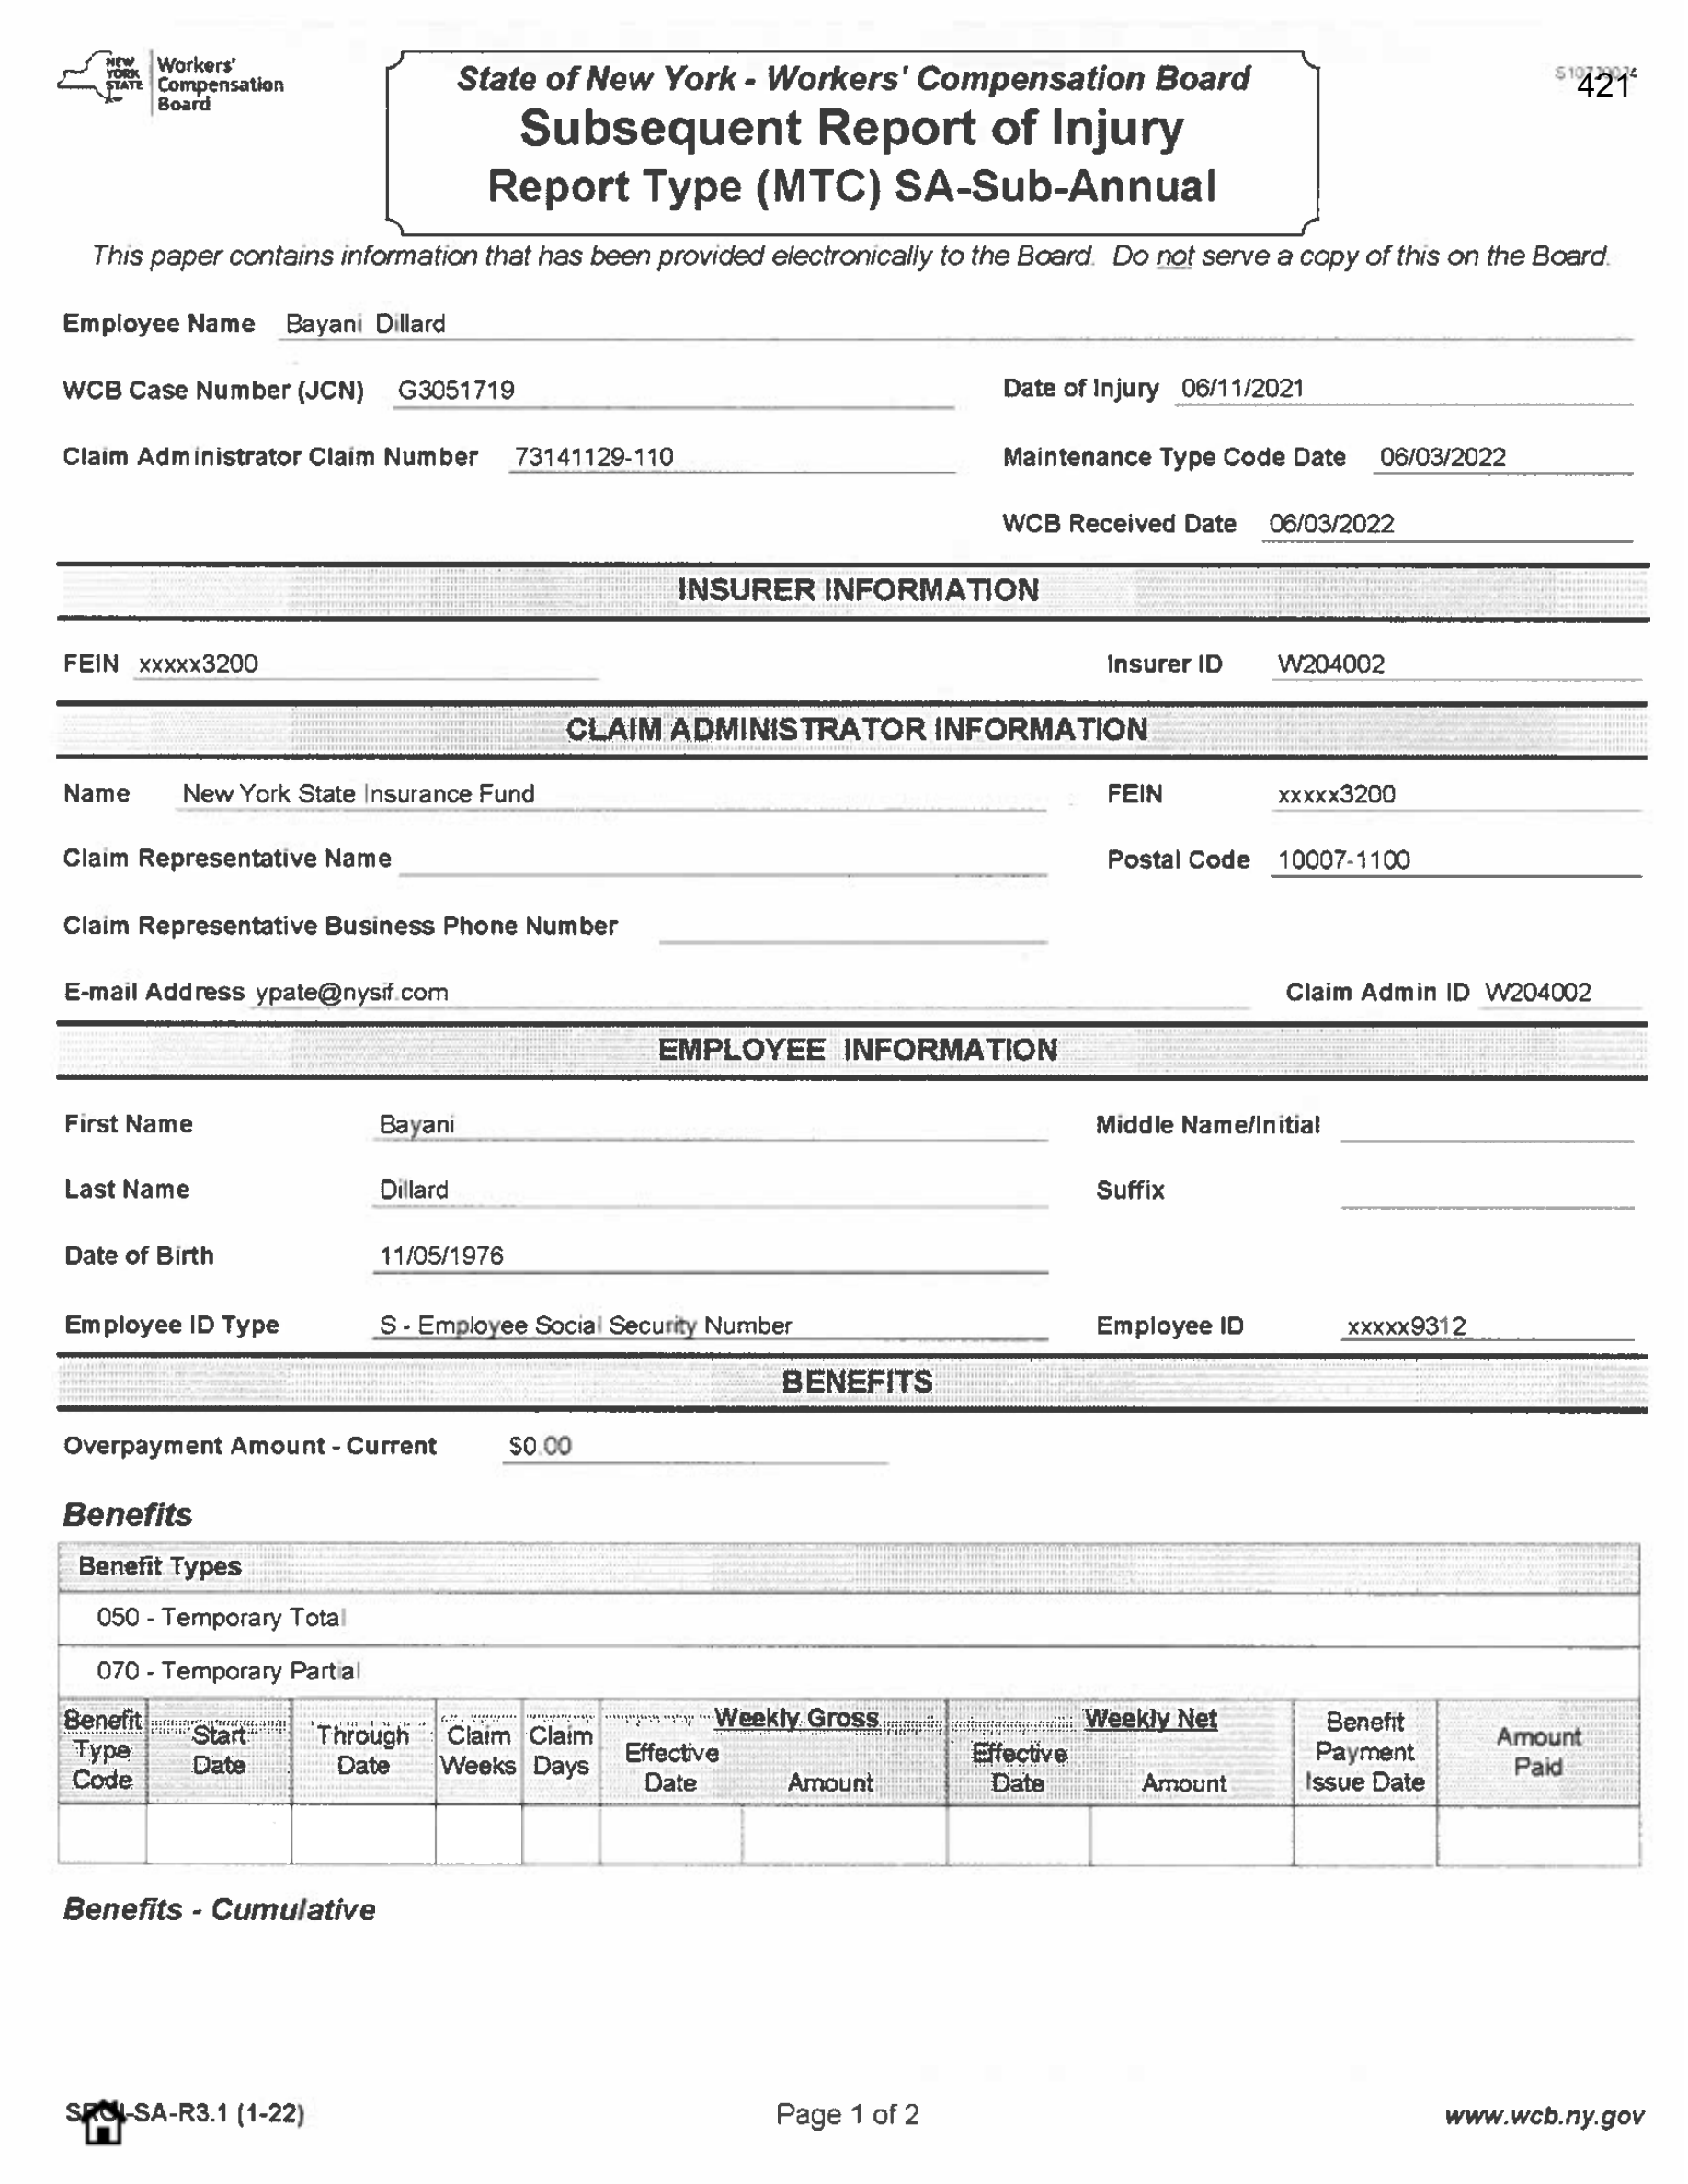 NEW YORK STATE
Workers' Compensation Board
State of New York - Workers' Compensation Board
421
Subsequent Report of Injury
Report Type (MTC) SA-Sub-Annual
This paper contains information that has been provided electronically to the Board. Do not serve a copy of this on the Board.
Employee Name Bayani Dillard
WCB Case Number (JCN) G3051719 Date of Injury 06/11/2021
Claim Administrator Claim Number 73141129-110 Maintenance Type Code Date 06/03/2022
WCB Received Date 06/03/2022
INSURER INFORMATION
FEIN xxxxx3200 Insurer ID W204002
CLAIM ADMINISTRATOR INFORMATION
Name New York State Insurance Fund FEIN xxxxx3200
Claim Representative Name Postal Code 10007-1100
Claim Representative Business Phone Number
E-mail Address ypate@nysif.com Claim Admin ID W204002
EMPLOYEE INFORMATION
First Name Bayani Middle Name/Initial
Last Name Dillard Suffix
Date of Birth 11/05/1976
Employee ID Type S - Employee Social Security Number Employee ID xxxxx9312
BENEFITS
Overpayment Amount - Current $0.00
Benefits
Benefit Types
050 - Temporary Total
070 - Temporary Partial
Benefit Type Code Start Date Through Date Claim Weeks Claim Days Weekly Gross Effective Date Amount Weekly Net Effective Date Amount Benefit Payment Issue Date Amount Paid
Benefits - Cumulative
SROI-SA-R3.1 (1-22) Page 1 of 2 www.wcb.ny.gov